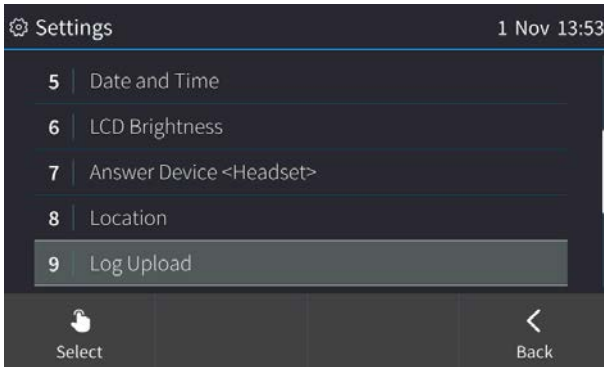 Settings 1 Nov 13:53
5 Date and Time
6 LCD Brightness
7 Answer Device <Headset>
8 Location
9 Log Upload
Select Back